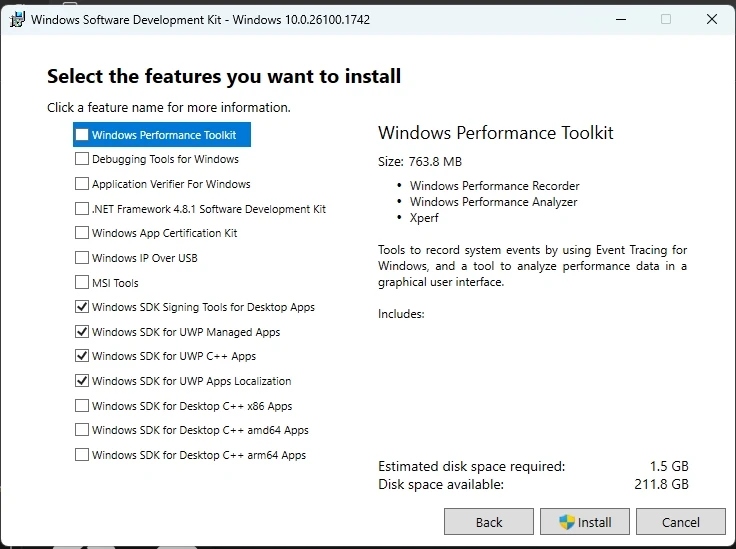 Windows Software Development Kit - Windows 10.0.26100.1742
Select the features you want to install
Click a feature name for more information.
Windows Performance Toolkit
Debugging Tools for Windows
Application Verifier For Windows
.NET Framework 4.8.1 Software Development Kit
Windows App Certification Kit
Windows IP Over USB
MSI Tools
Windows SDK Signing Tools for Desktop Apps
Windows SDK for UWP Managed Apps
Windows SDK for UWP C++ Apps
Windows SDK for UWP Apps Localization
Windows SDK for Desktop C++ x86 Apps
Windows SDK for Desktop C++ amd64 Apps
Windows SDK for Desktop C++ arm64 Apps
Windows Performance Toolkit
Size: 763.8 MB
• Windows Performance Recorder
• Windows Performance Analyzer
• Xperf
Tools to record system events by using Event Tracing for
Windows, and a tool to analyze performance data in a
graphical user interface.
Includes:
Estimated disk space required: 1.5 GB
Disk space available: 211.8 GB
Back Install Cancel